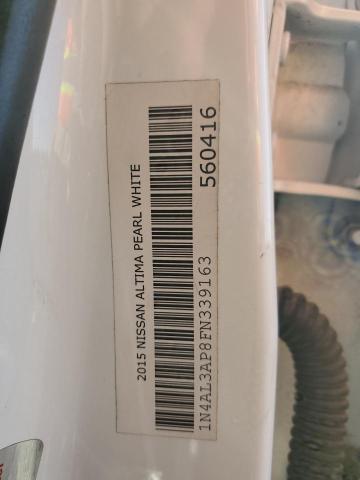 2015 NISSAN ALTIMA PEARL WHITE
560416
1N4AL3AP8FN339163